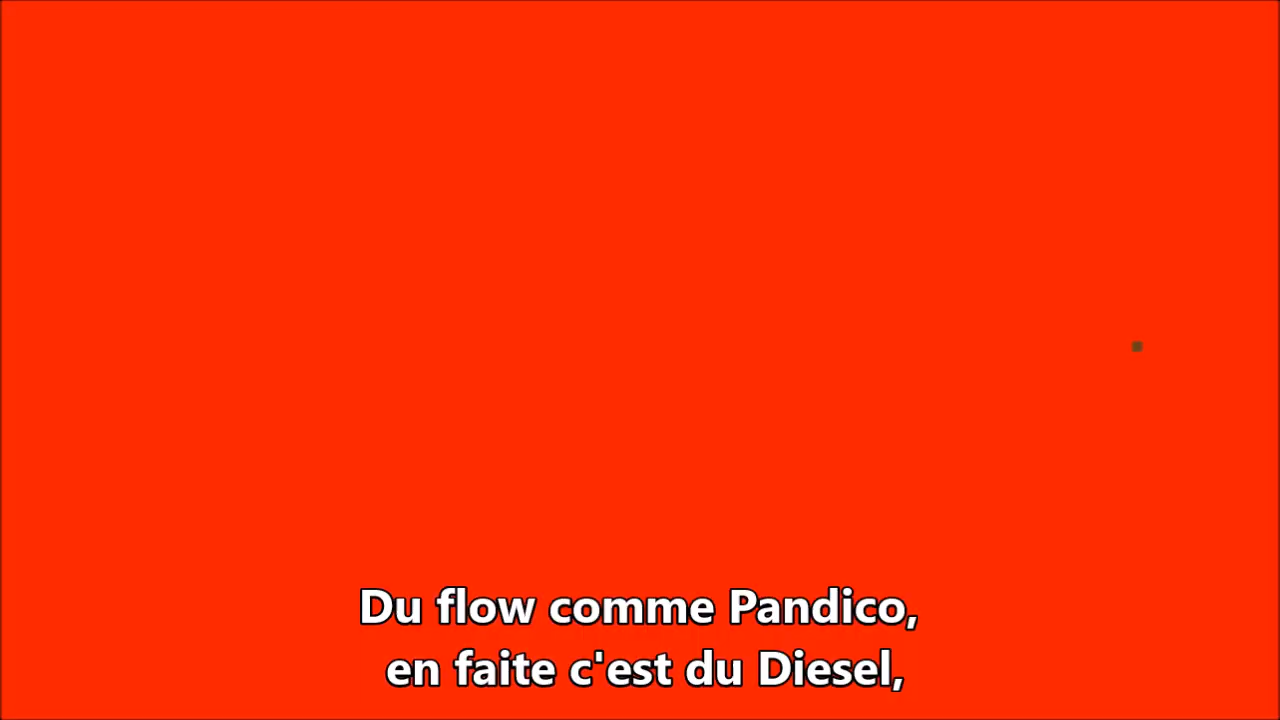 Du flow comme Pandico,
en faite c'est du Diesel,